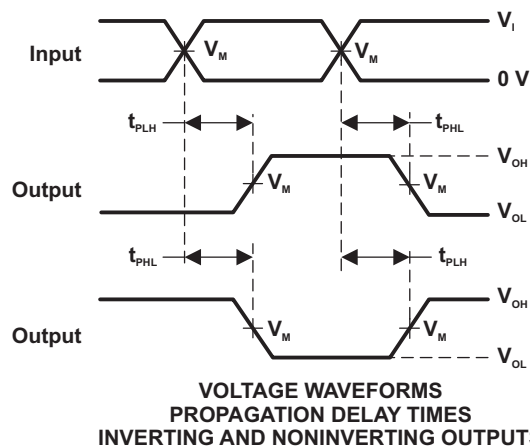 V_I
Input V_M V_M
0 V
t_PLH t_PHL
V_OH
Output V_M V_M
V_OL
t_PHL t_PLH
V_OH
Output V_M V_M
V_OL
VOLTAGE WAVEFORMS
PROPAGATION DELAY TIMES
INVERTING AND NONINVERTING OUTPUT